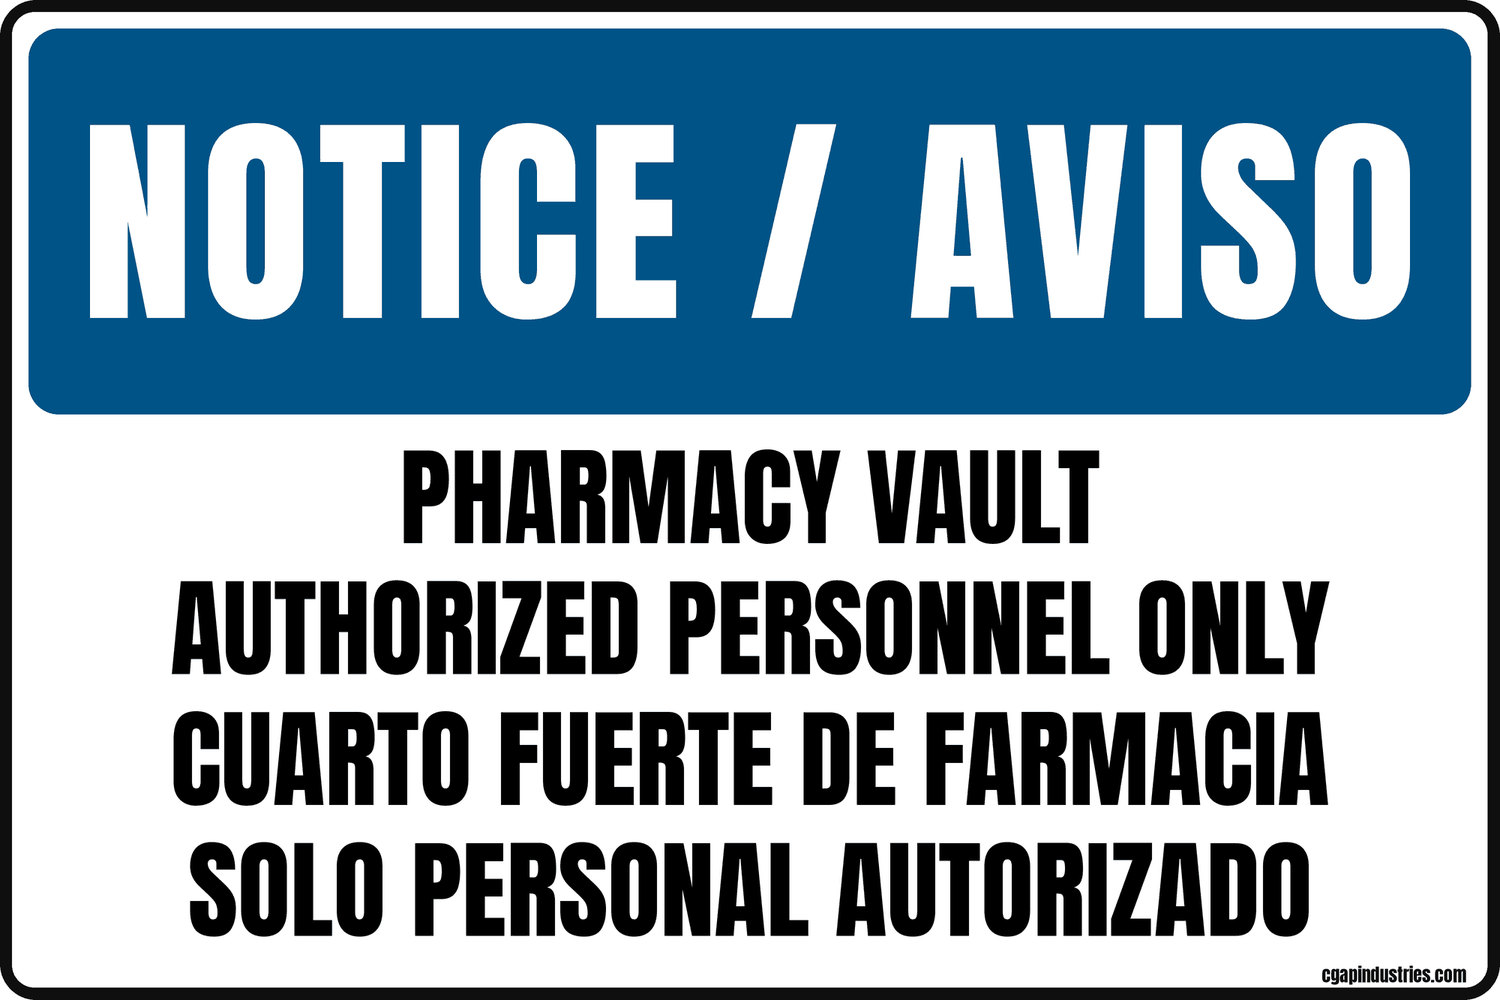 NOTICE / AVISO
PHARMACY VAULT
AUTHORIZED PERSONNEL ONLY
CUARTO FUERTE DE FARMACIA
SOLO PERSONAL AUTORIZADO
cgapindustries.com